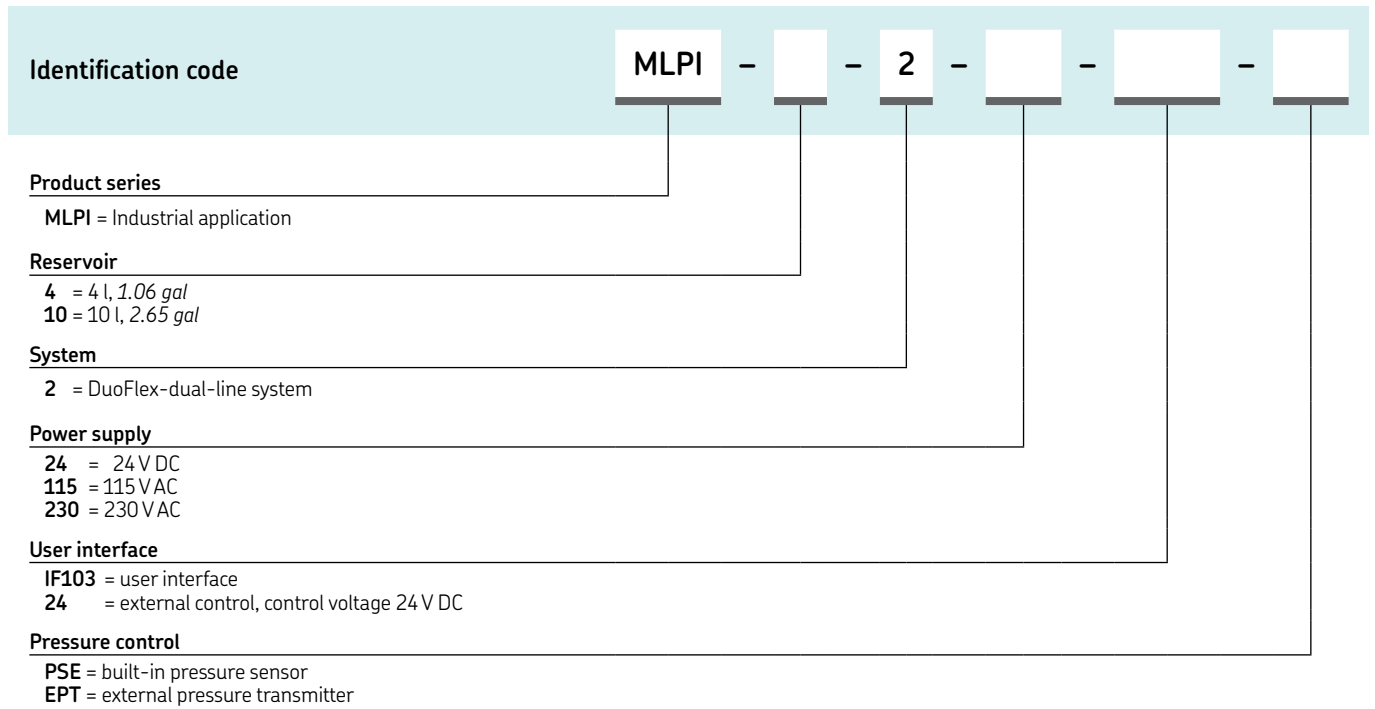 Identification code MLPI – – 2 – – –
Product series
MLPI = Industrial application
Reservoir
4 = 4 l, 1.06 gal
10 = 10 l, 2.65 gal
System
2 = DuoFlex-dual-line system
Power supply
24 = 24 V DC
115 = 115 V AC
230 = 230 V AC
User interface
IF103 = user interface
24 = external control, control voltage 24 V DC
Pressure control
PSE = built-in pressure sensor
EPT = external pressure transmitter